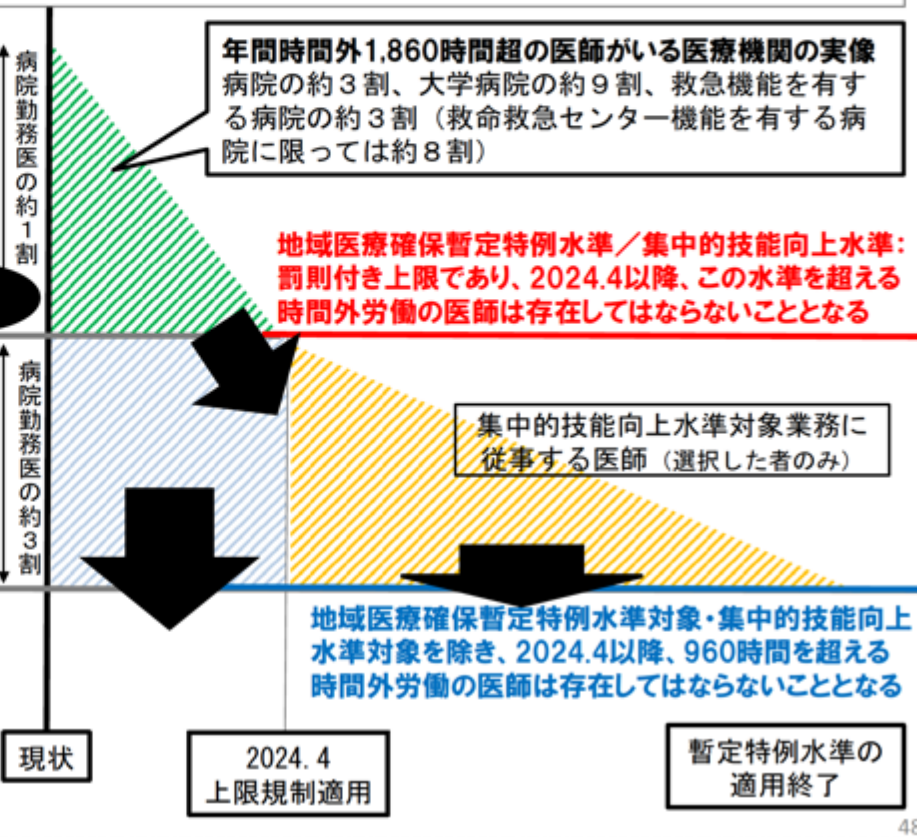 年間時間外1,860時間超の医師がいる医療機関の実像
病院の約3割、大学病院の約9割、救急機能を有す
る病院の約3割（救命救急センター機能を有する病
院に限っては約8割）
病院勤務医の約1割
地域医療確保暫定特例水準／集中的技能向上水準：
罰則付き上限であり、2024.4以降、この水準を超える
時間外労働の医師は存在してはならないこととなる
病院勤務医の約3割
集中的技能向上水準対象業務に
従事する医師（選択した者のみ）
地域医療確保暫定特例水準対象・集中的技能向上
水準対象を除き、2024.4以降、960時間を超える
時間外労働の医師は存在してはならないこととなる
現状
2024.4
上限規制適用
暫定特例水準の
適用終了
48